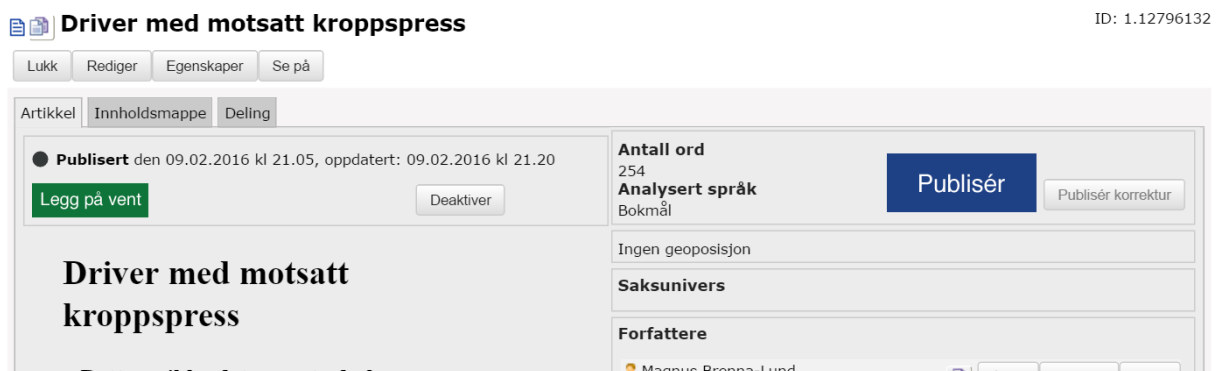 Driver med motsatt kroppspress
ID: 1.12796132
Lukk Rediger Egenskaper Se på
Artikkel Innholdsmappe Deling
Publisert den 09.02.2016 kl 21.05, oppdatert: 09.02.2016 kl 21.20
Legg på vent
Deaktiver
Driver med motsatt
kroppspress
Antall ord
254
Analysert språk
Bokmål
Publisér
Publisér korrektur
Ingen geoposisjon
Saksunivers
Forfattere